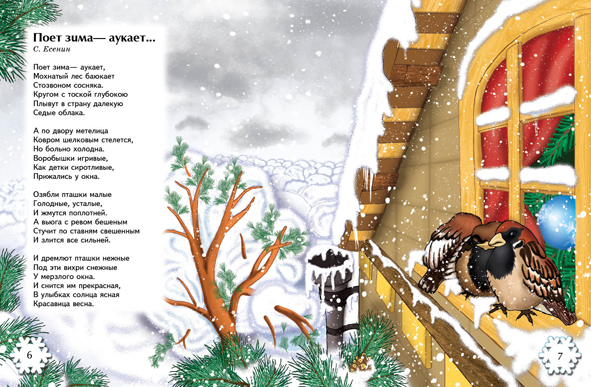 Поет зима— аукает...
С. Есенин
Поет зима— аукает,
Мохнатый лес баюкает
Стозвоном сосняка.
Кругом с тоской глубокою
Плывут в страну далекую
Седые облака.
А по двору метелица
Ковром шелковым стелется,
Но больно холодна.
Воробышки игривые,
Как детки сиротливые,
Прижались у окна.
Озябли пташки малые
Голодные, усталые,
И жмутся поплотней.
А вьюга с ревом бешеным
Стучит по ставням свешенным
И злится все сильней.
И дремлют пташки нежные
Под эти вихри снежные
У мерзлого окна.
И снится им прекрасная,
В улыбках солнца ясная
Красавица весна.
6
7